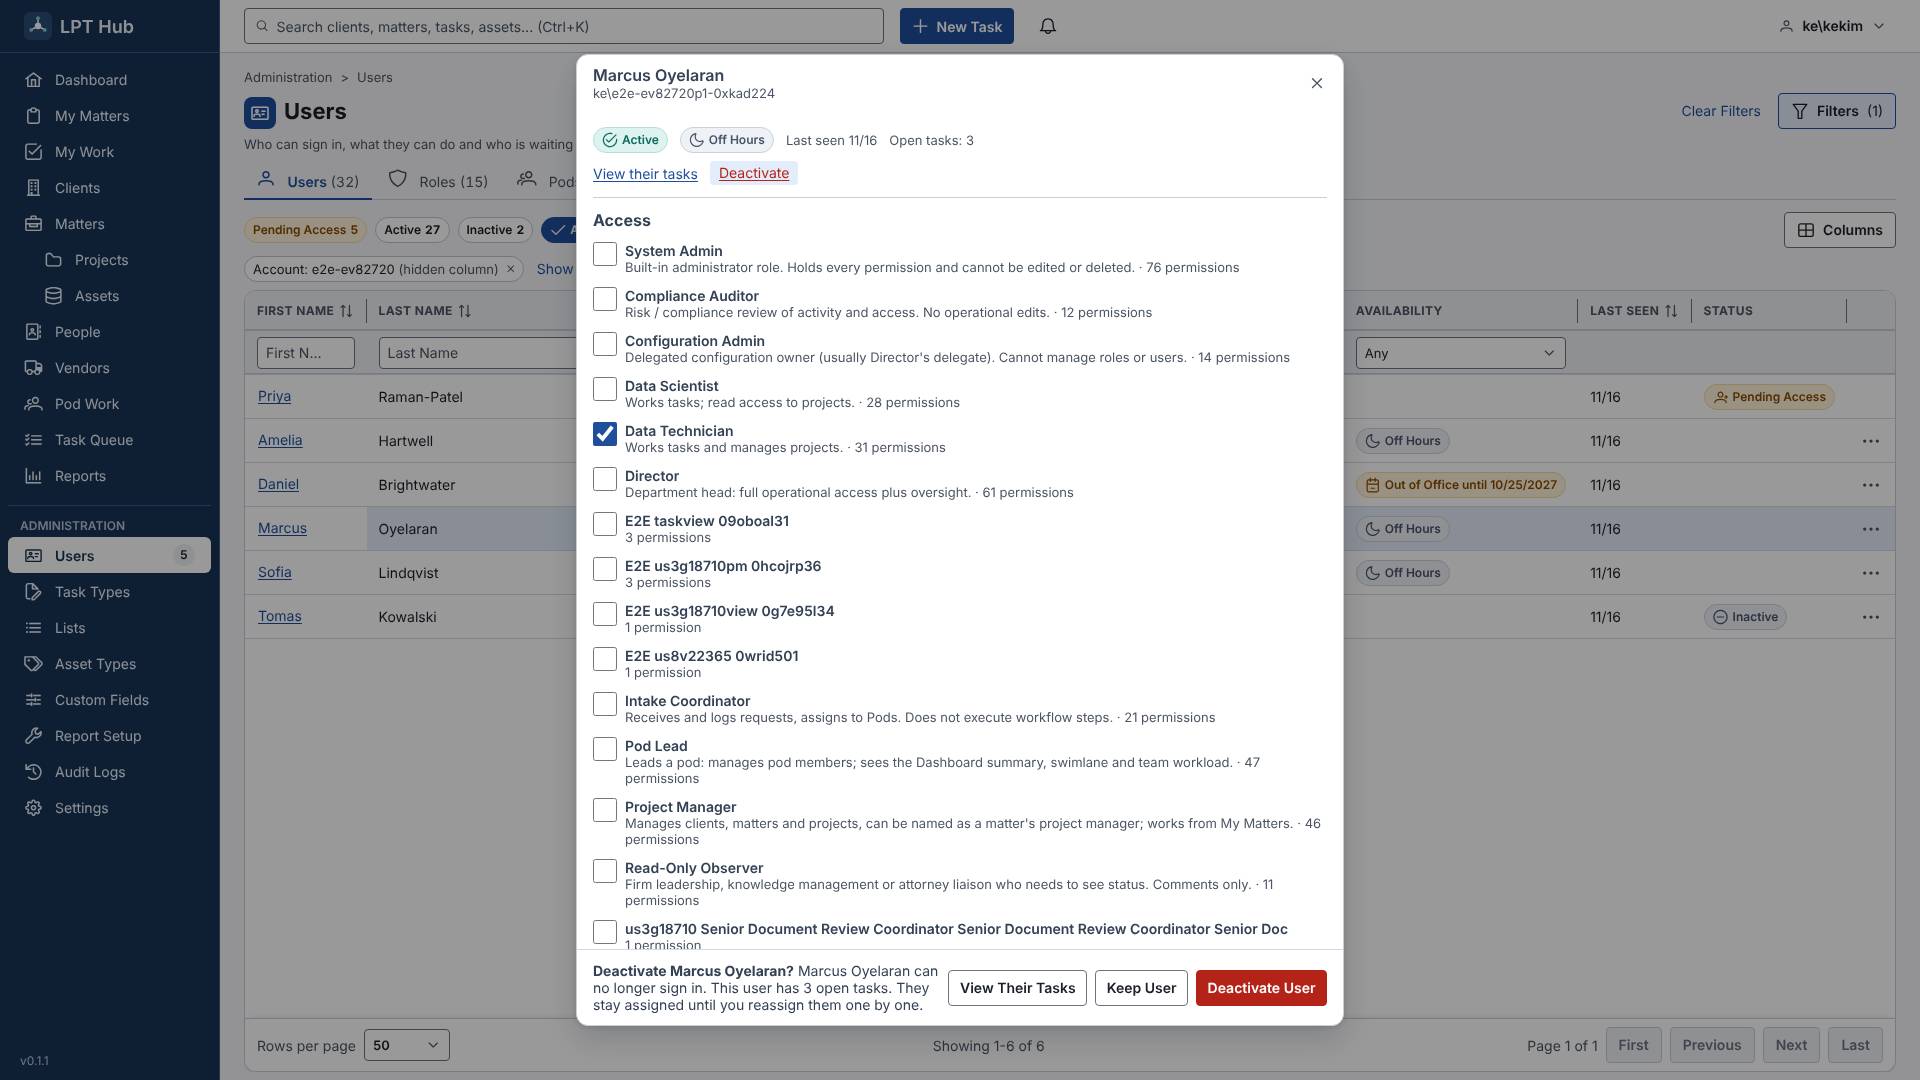 LPT Hub
Search clients, matters, tasks, assets... (Ctrl+K)
New Task
ke\kekim
Dashboard
My Matters
My Work
Clients
Matters
Projects
Assets
People
Vendors
Pod Work
Task Queue
Reports
ADMINISTRATION
Users 5
Task Types
Lists
Asset Types
Custom Fields
Report Setup
Audit Logs
Settings
v0.1.1
Administration > Users
Users
Who can sign in, what they can do and who is waiting
Clear Filters
Filters (1)
Users (32)
Roles (15)
Pending Access 5
Active 27
Inactive 2
Columns
Account: e2e-ev82720 (hidden column) ×
Show
FIRST NAME LAST NAME AVAILABILITY LAST SEEN STATUS
First N... Last Name Any
Priya Raman-Patel 11/16 Pending Access
Amelia Hartwell Off Hours 11/16
Daniel Brightwater Out of Office until 10/25/2027 11/16
Marcus Oyelaran Off Hours 11/16
Sofia Lindqvist Off Hours 11/16
Tomas Kowalski 11/16 Inactive
Rows per page 50
Showing 1-6 of 6
Page 1 of 1 First Previous Next Last
Marcus Oyelaran
ke\e2e-ev82720p1-0xkad224
Active Off Hours Last seen 11/16 Open tasks: 3
View their tasks Deactivate
Access
System Admin
Built-in administrator role. Holds every permission and cannot be edited or deleted. · 76 permissions
Compliance Auditor
Risk / compliance review of activity and access. No operational edits. · 12 permissions
Configuration Admin
Delegated configuration owner (usually Director's delegate). Cannot manage roles or users. · 14 permissions
Data Scientist
Works tasks; read access to projects. · 28 permissions
Data Technician
Works tasks and manages projects. · 31 permissions
Director
Department head: full operational access plus oversight. · 61 permissions
E2E taskview 09oboal31
3 permissions
E2E us3g18710pm 0hcojrp36
3 permissions
E2E us3g18710view 0g7e95l34
1 permission
E2E us8v22365 0wrid501
1 permission
Intake Coordinator
Receives and logs requests, assigns to Pods. Does not execute workflow steps. · 21 permissions
Pod Lead
Leads a pod: manages pod members; sees the Dashboard summary, swimlane and team workload. · 47
permissions
Project Manager
Manages clients, matters and projects, can be named as a matter's project manager; works from My Matters. · 46
permissions
Read-Only Observer
Firm leadership, knowledge management or attorney liaison who needs to see status. Comments only. · 11
permissions
us3g18710 Senior Document Review Coordinator Senior Document Review Coordinator Senior Doc
1 permission
Deactivate Marcus Oyelaran? Marcus Oyelaran can
no longer sign in. This user has 3 open tasks. They
stay assigned until you reassign them one by one.
View Their Tasks
Keep User
Deactivate User